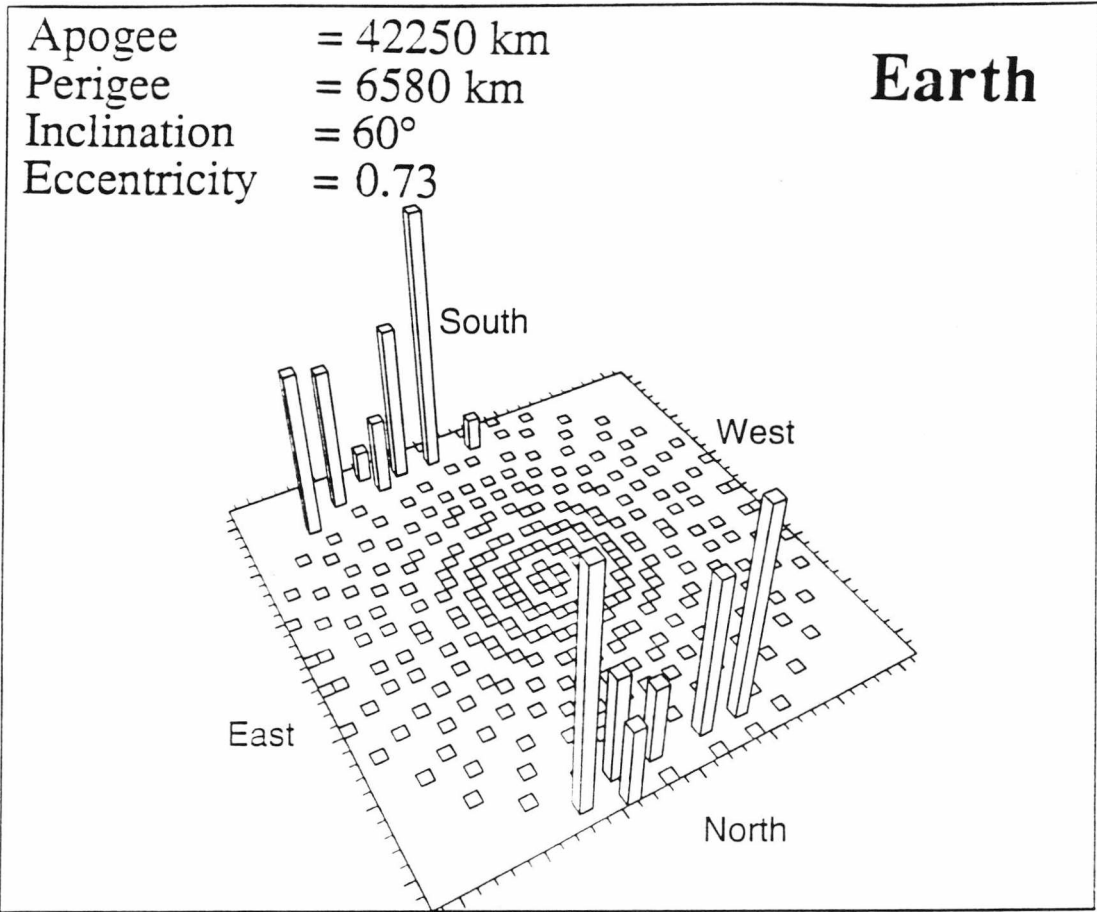 Apogee = 42250 km
Perigee = 6580 km
Inclination = 60°
Eccentricity = 0.73
Earth
South
West
East
North